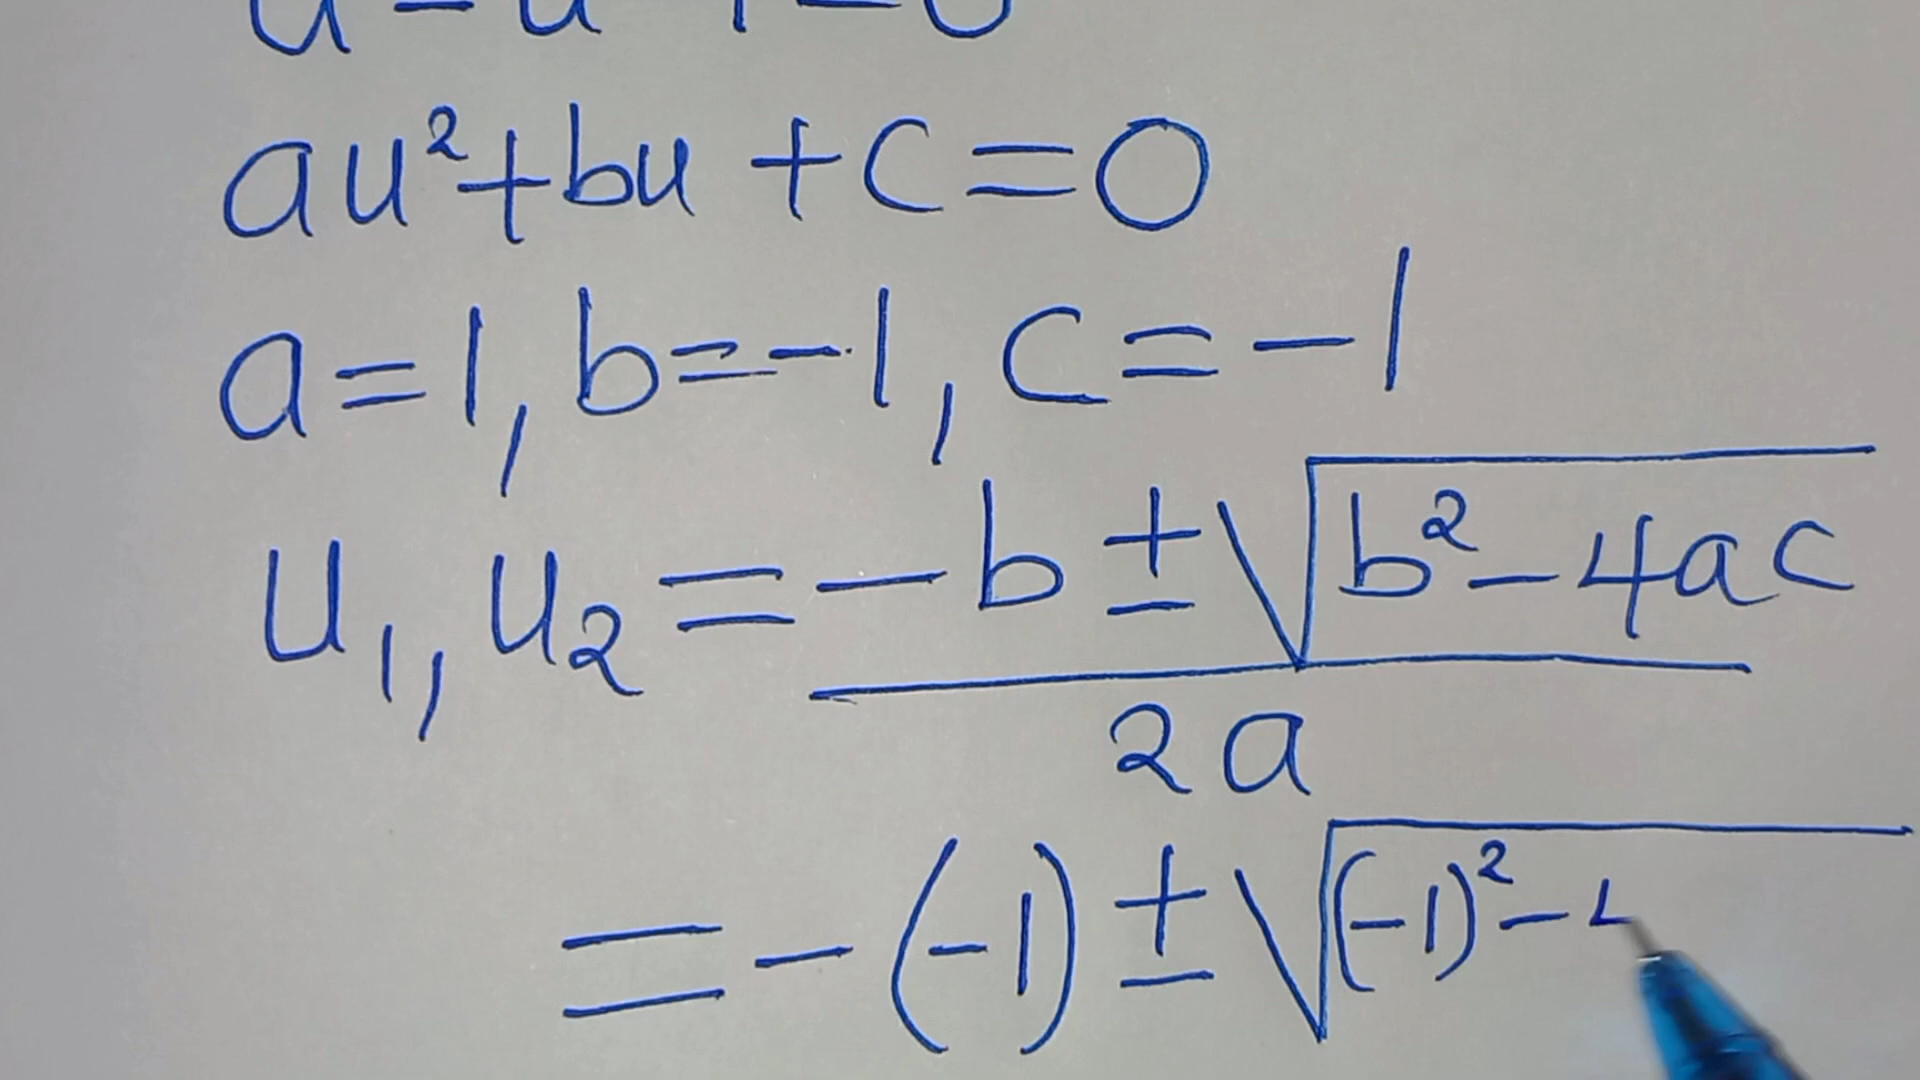 au²+bu +c=0
a=1, b=-1, c=-1
u₁, u₂ = -b ± √b²-4ac
2a
= -(-1) ± √(-1)²-